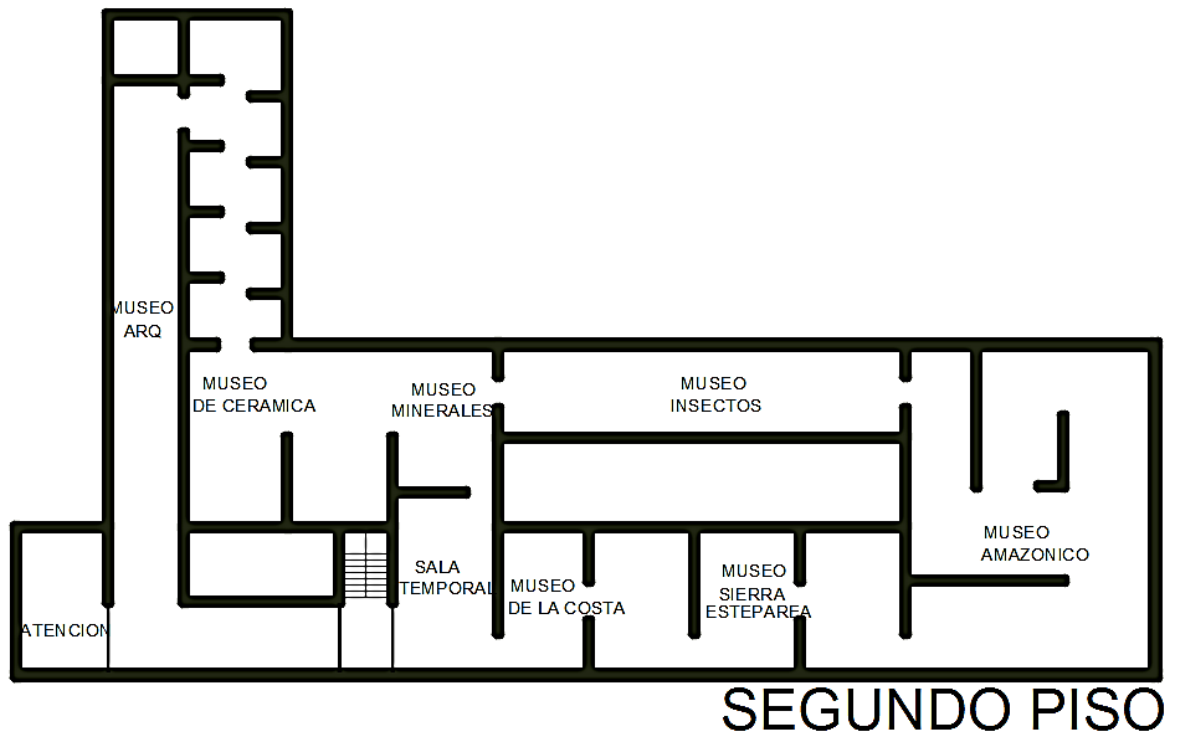 MUSEO
ARQ
MUSEO
DE CERAMICA
MUSEO
MINERALES
MUSEO
INSECTOS
MUSEO
AMAZONICO
SALA
TEMPORAL
MUSEO
DE LA COSTA
MUSEO
SIERRA
ESTEPAREA
ATENCION
SEGUNDO PISO